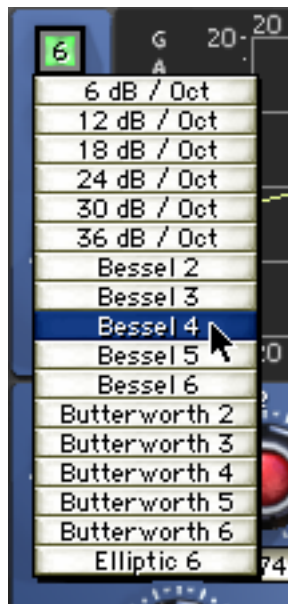 6
G
A
20
20
6 dB / Oct
12 dB / Oct
18 dB / Oct
24 dB / Oct
30 dB / Oct
36 dB / Oct
Bessel 2
Bessel 3
Bessel 4
Bessel 5
Bessel 6
Butterworth 2
Butterworth 3
Butterworth 4
Butterworth 5
Butterworth 6
Elliptic 6